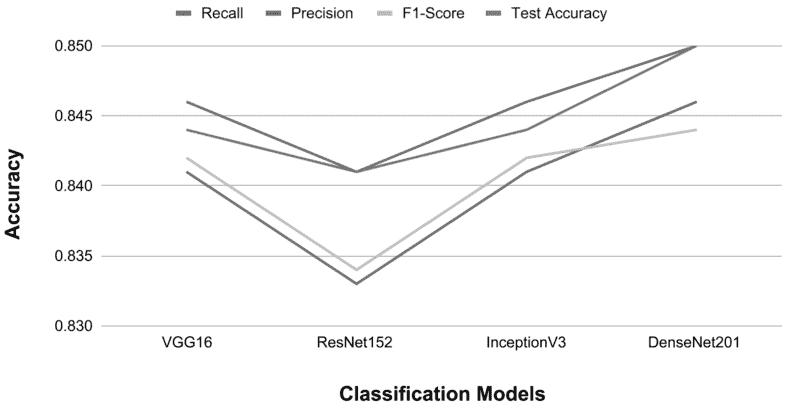 Recall Precision F1-Score Test Accuracy
0.850
0.845
0.840
0.835
0.830
Accuracy
VGG16 ResNet152 InceptionV3 DenseNet201
Classification Models